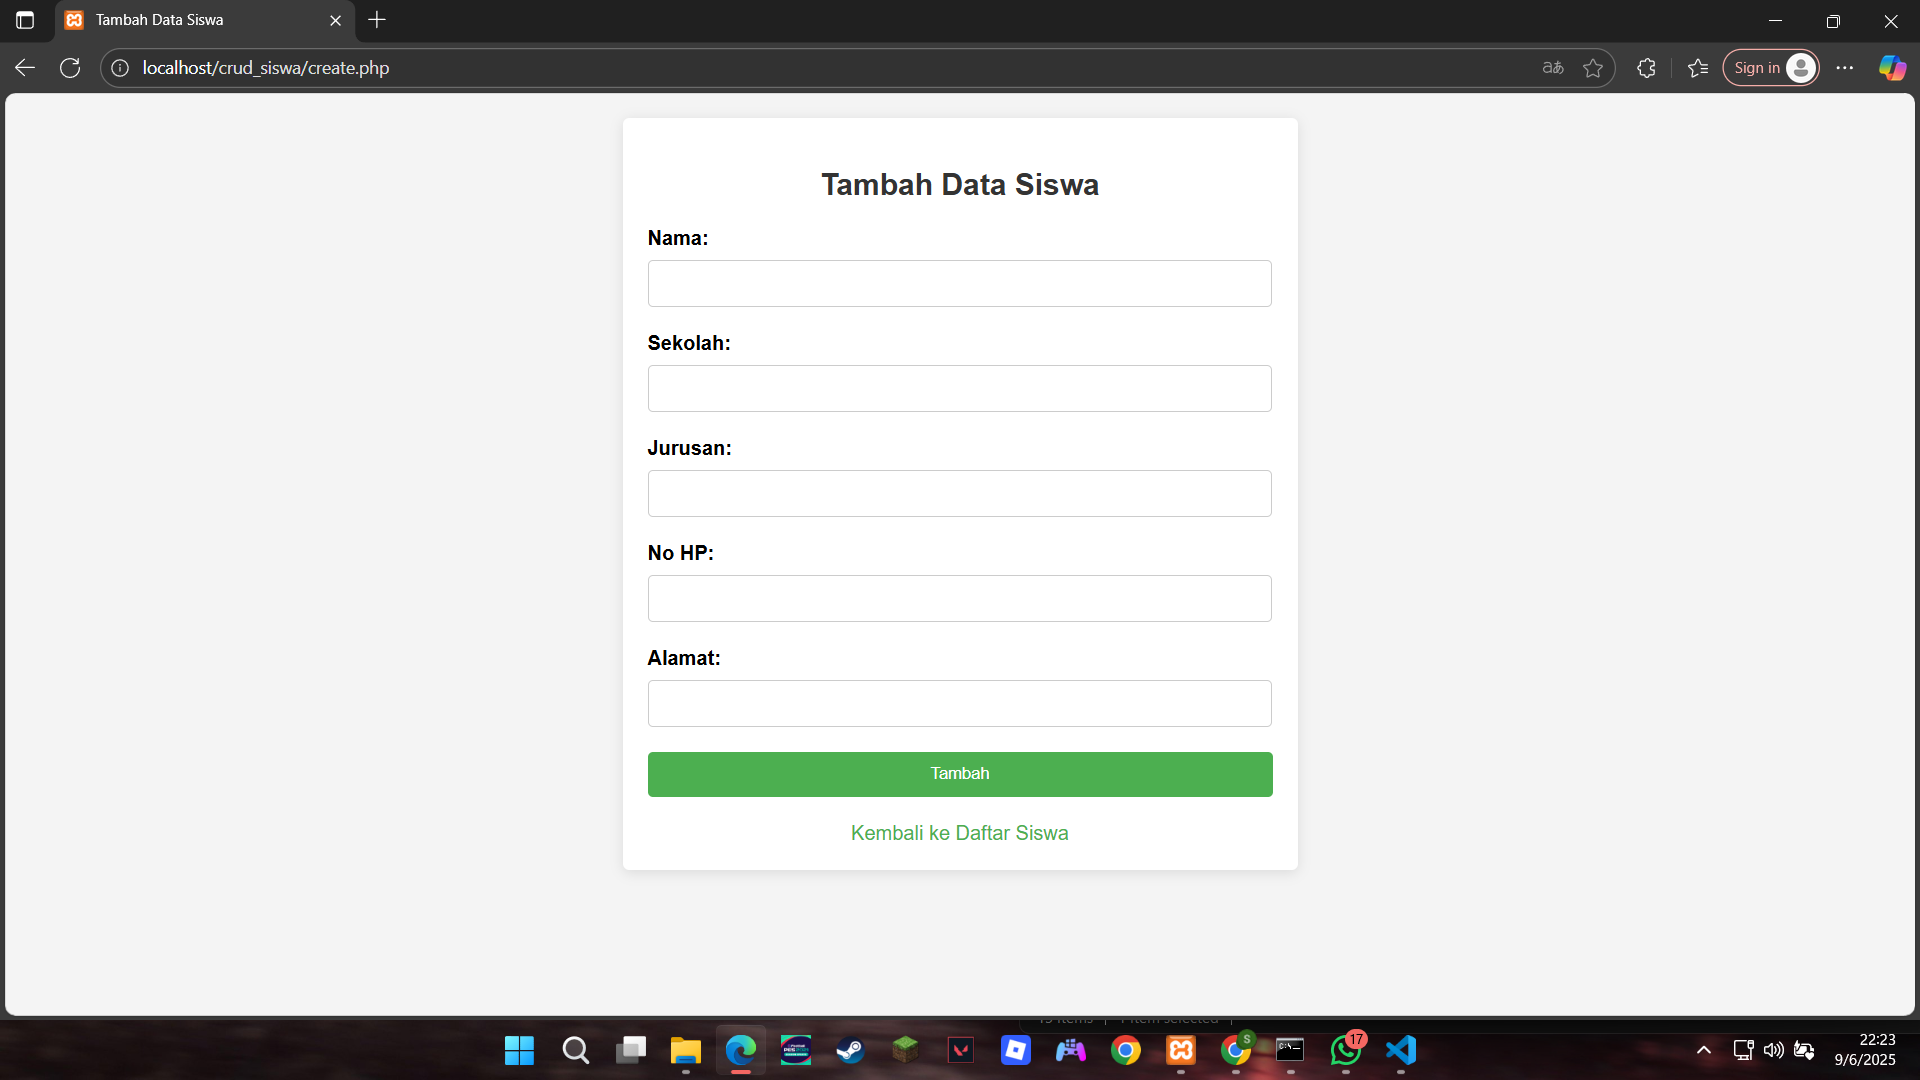 Tambah Data Siswa
localhost/crud_siswa/create.php
Sign in
Tambah Data Siswa
Nama:
Sekolah:
Jurusan:
No HP:
Alamat:
Tambah
Kembali ke Daftar Siswa
S
17
22:23
9/6/2025